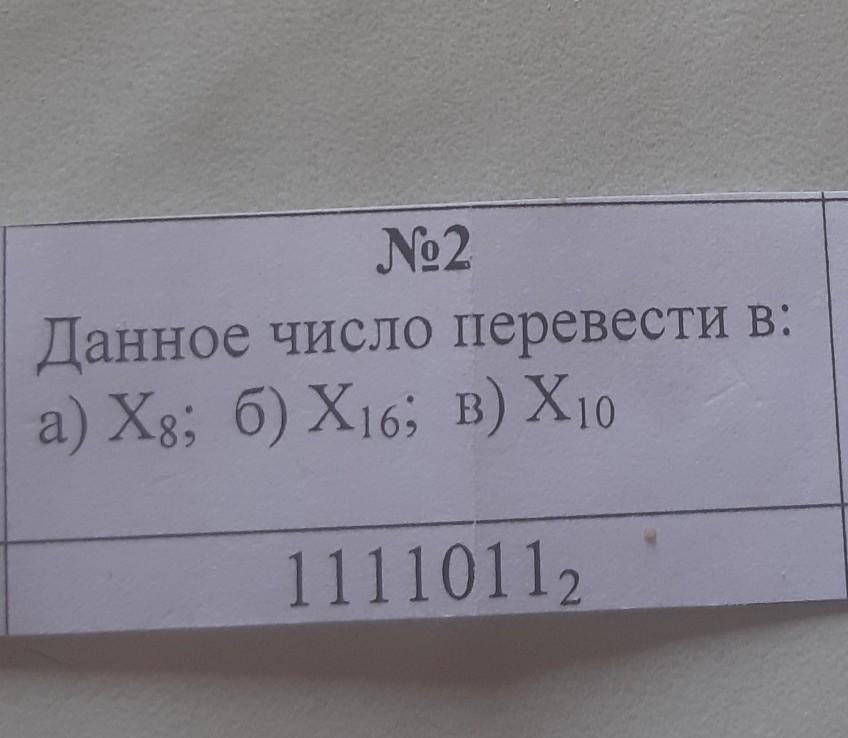 №2
Данное число перевести в:
а) X₈; б) X₁₆; в) X₁₀
1111011₂